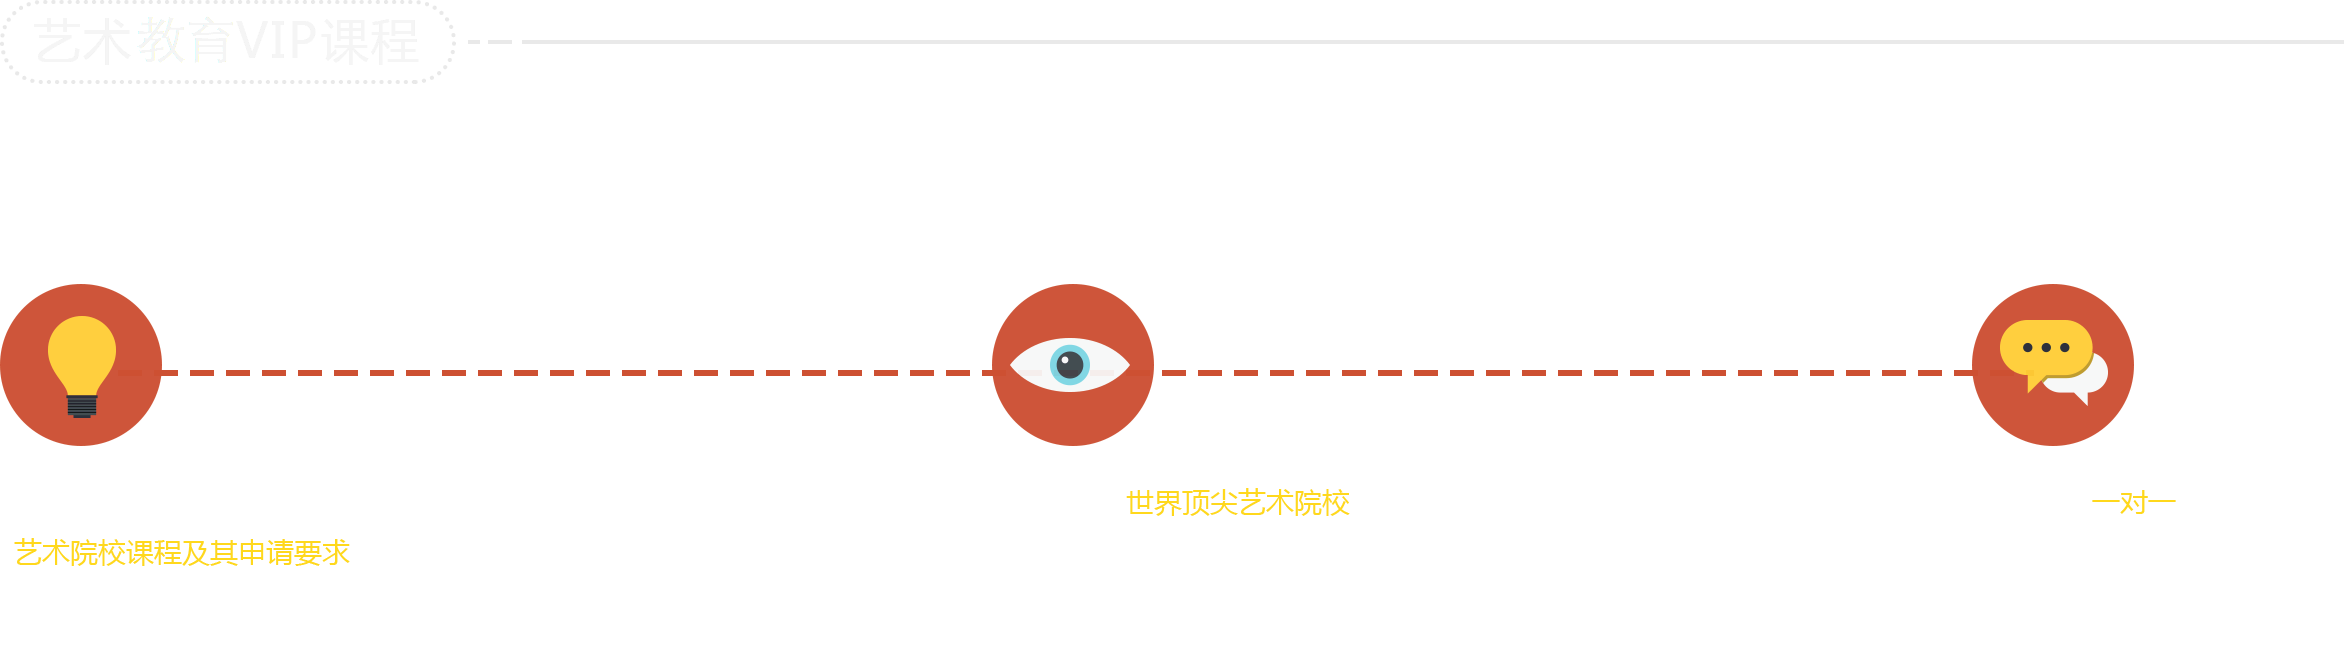 艺术教育VIP课程
世界顶尖艺术院校
一对一
艺术院校课程及其申请要求